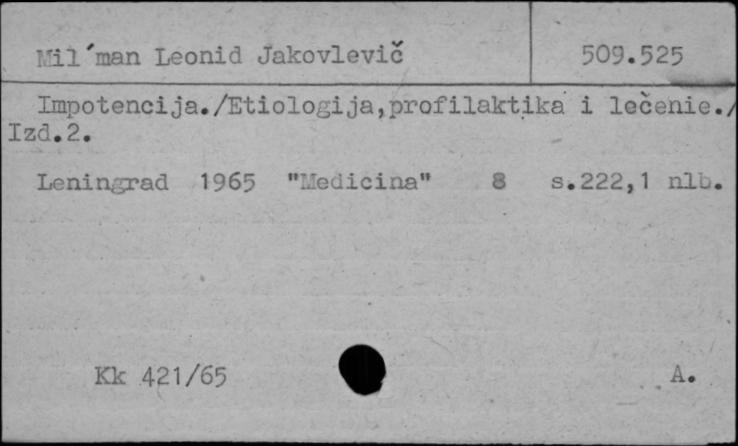 Mil´man Leonid Jakovlevič 509.525
Impotencija./Etiologija,profilaktika i lečenie./
Izd.2.
Leningrad 1965 "Medicina" 8 s.222,1 nlb.
Kk 421/65 A.